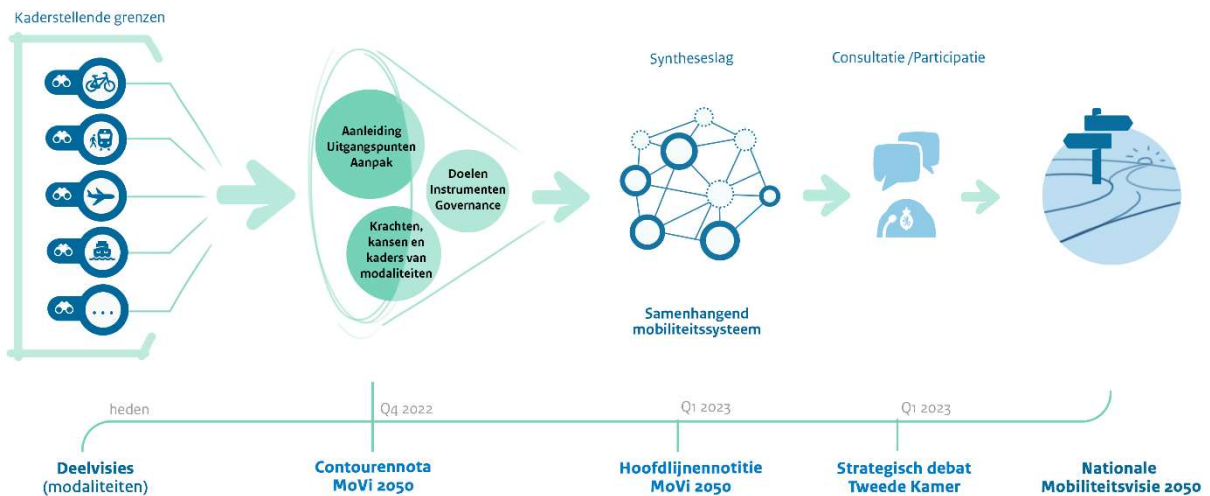 Kaderstellende grenzen
Syntheseslag
Consultatie /Participatie
Aanleiding
Uitgangspunten
Aanpak
Doelen
Instrumenten
Governance
Krachten,
kansen en
kaders van
modaliteiten
...
Samenhangend
mobiliteitssysteem
heden
Q4 2022
Q1 2023
Q1 2023
Deelvisies
(modaliteiten)
Contourennota
MoVi 2050
Hoofdlijnennotitie
MoVi 2050
Strategisch debat
Tweede Kamer
Nationale
Mobiliteitsvisie 2050